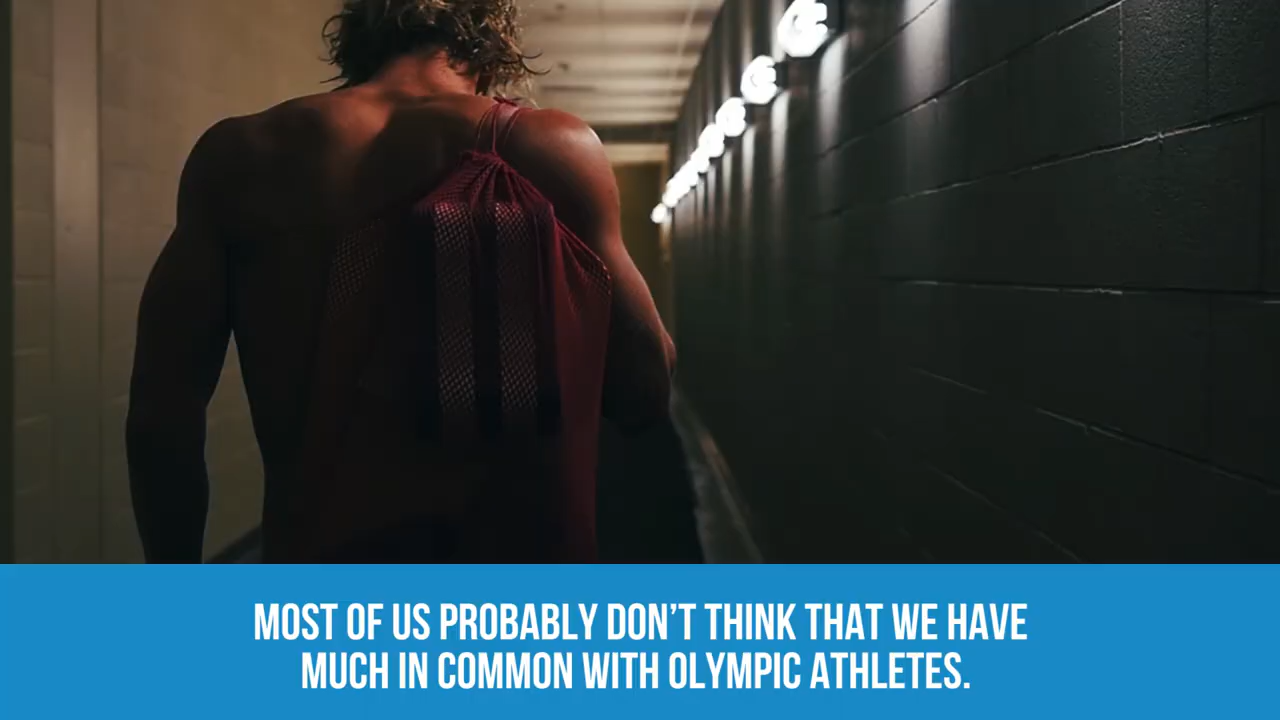 MOST OF US PROBABLY DON'T THINK THAT WE HAVE
MUCH IN COMMON WITH OLYMPIC ATHLETES.